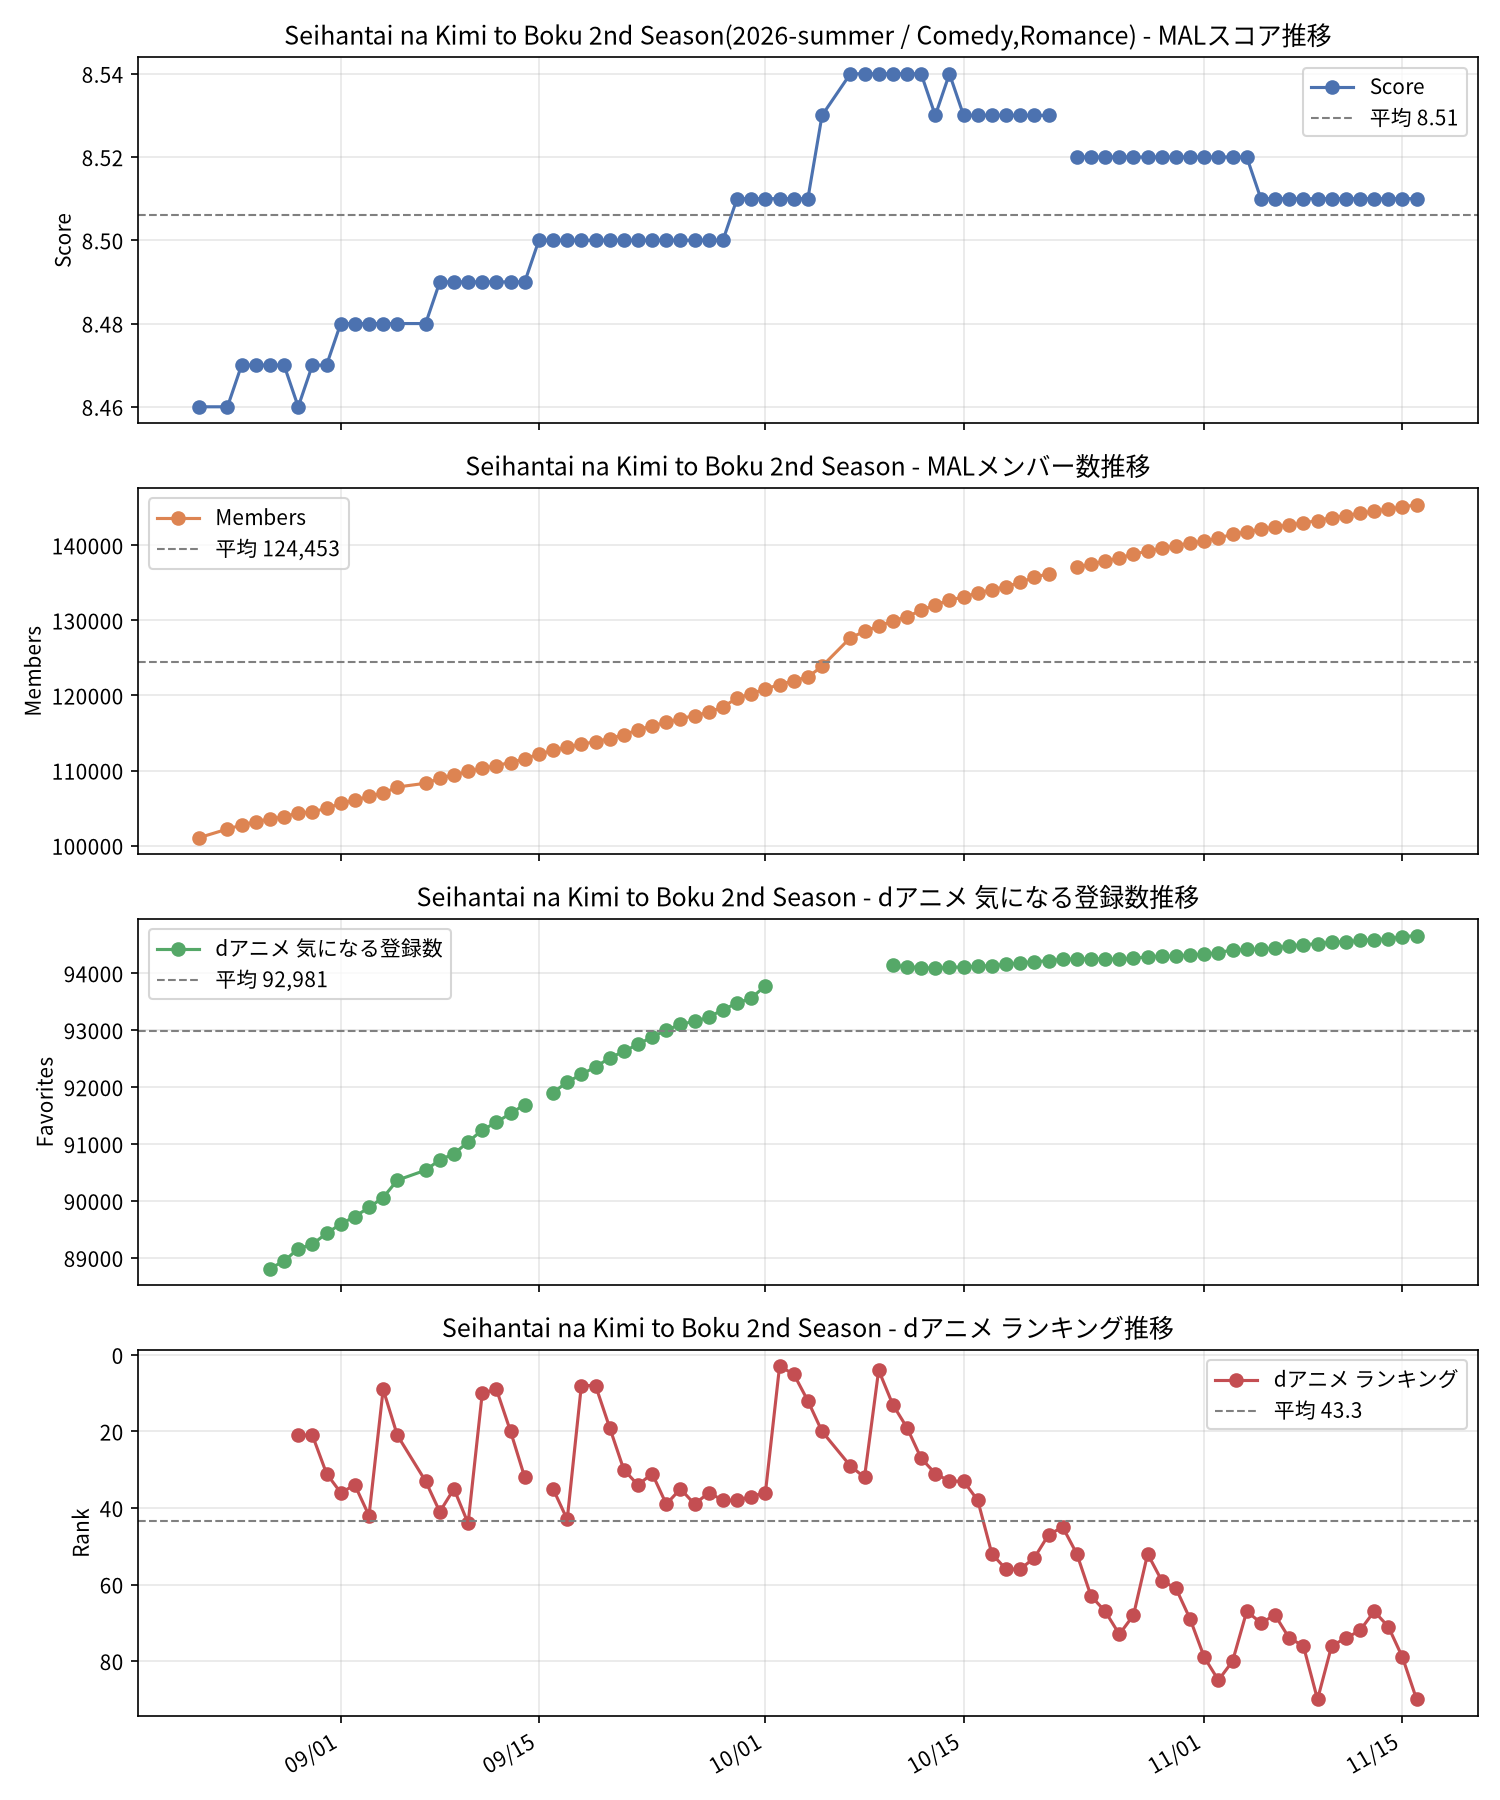 Seihantai na Kimi to Boku 2nd Season(2026-summer / Comedy,Romance) - MALスコア推移
Score
8.54
8.52
8.50
8.48
8.46
Score
平均 8.51
Seihantai na Kimi to Boku 2nd Season - MALメンバー数推移
Members
140000
130000
120000
110000
100000
Members
平均 124,453
Seihantai na Kimi to Boku 2nd Season - dアニメ 気になる登録数推移
Favorites
94000
93000
92000
91000
90000
89000
dアニメ 気になる登録数
平均 92,981
Seihantai na Kimi to Boku 2nd Season - dアニメ ランキング推移
Rank
0
20
40
60
80
dアニメ ランキング
平均 43.3
09/01
09/15
10/01
10/15
11/01
11/15